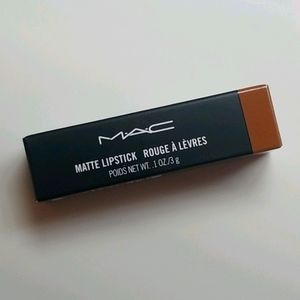 MAC
MATTE LIPSTICK ROUGE À LÈVRES
POIDS NET WT. .1 OZ/3 g